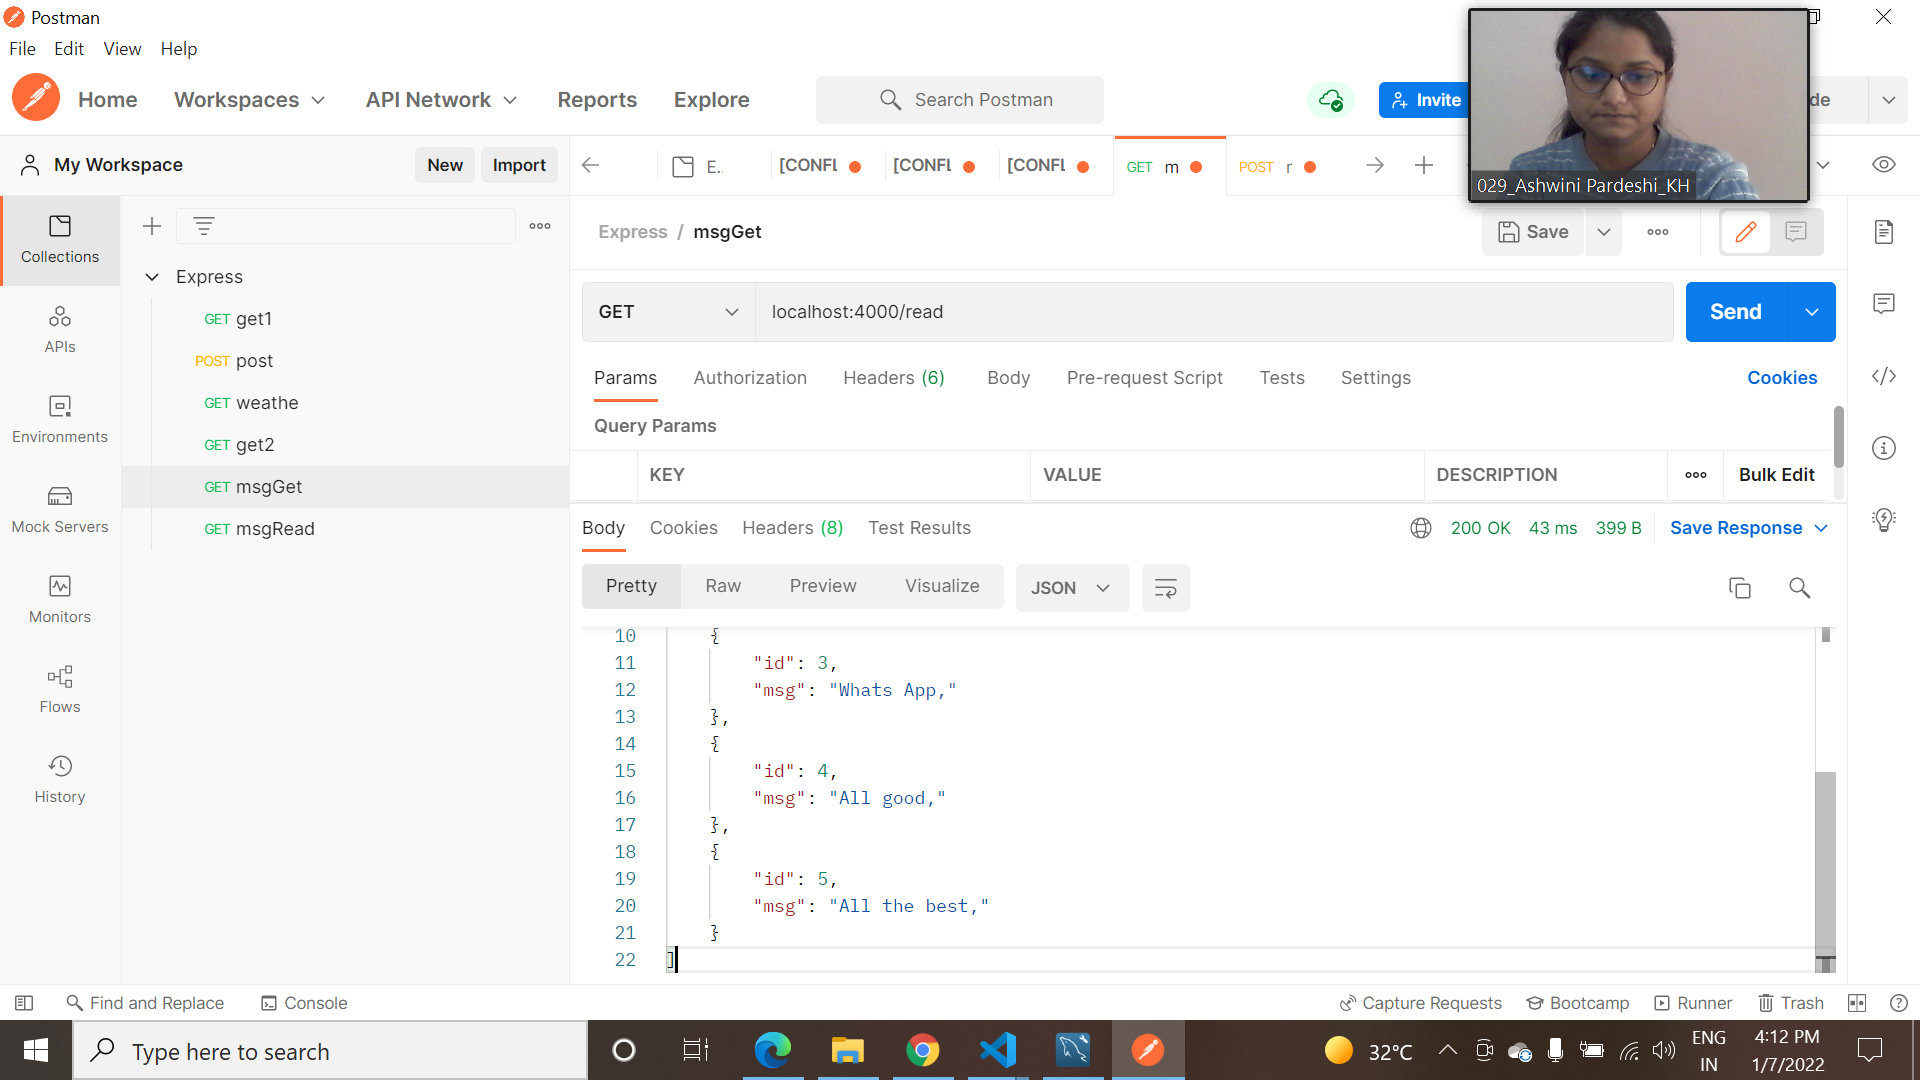 Postman
File Edit View Help
Home Workspaces API Network Reports Explore Search Postman Invite de
My Workspace New Import E.. [CONFL [CONFL [CONFL GET m POST r
029_Ashwini Pardeshi_KH
Express / msgGet Save
Collections
APIs
Environments
Mock Servers
Monitors
Flows
History
Express
GET get1
POST post
GET weathe
GET get2
GET msgGet
GET msgRead
GET localhost:4000/read Send
Params Authorization Headers (6) Body Pre-request Script Tests Settings Cookies
Query Params
KEY VALUE DESCRIPTION Bulk Edit
Body Cookies Headers (8) Test Results 200 OK 43 ms 399 B Save Response
Pretty Raw Preview Visualize JSON
10 {
11 "id": 3,
12 "msg": "Whats App,"
13 },
14 {
15 "id": 4,
16 "msg": "All good,"
17 },
18 {
19 "id": 5,
20 "msg": "All the best,"
21 }
22 ]
Find and Replace Console Capture Requests Bootcamp Runner Trash
Type here to search 32°C ENG IN 4:12 PM 1/7/2022